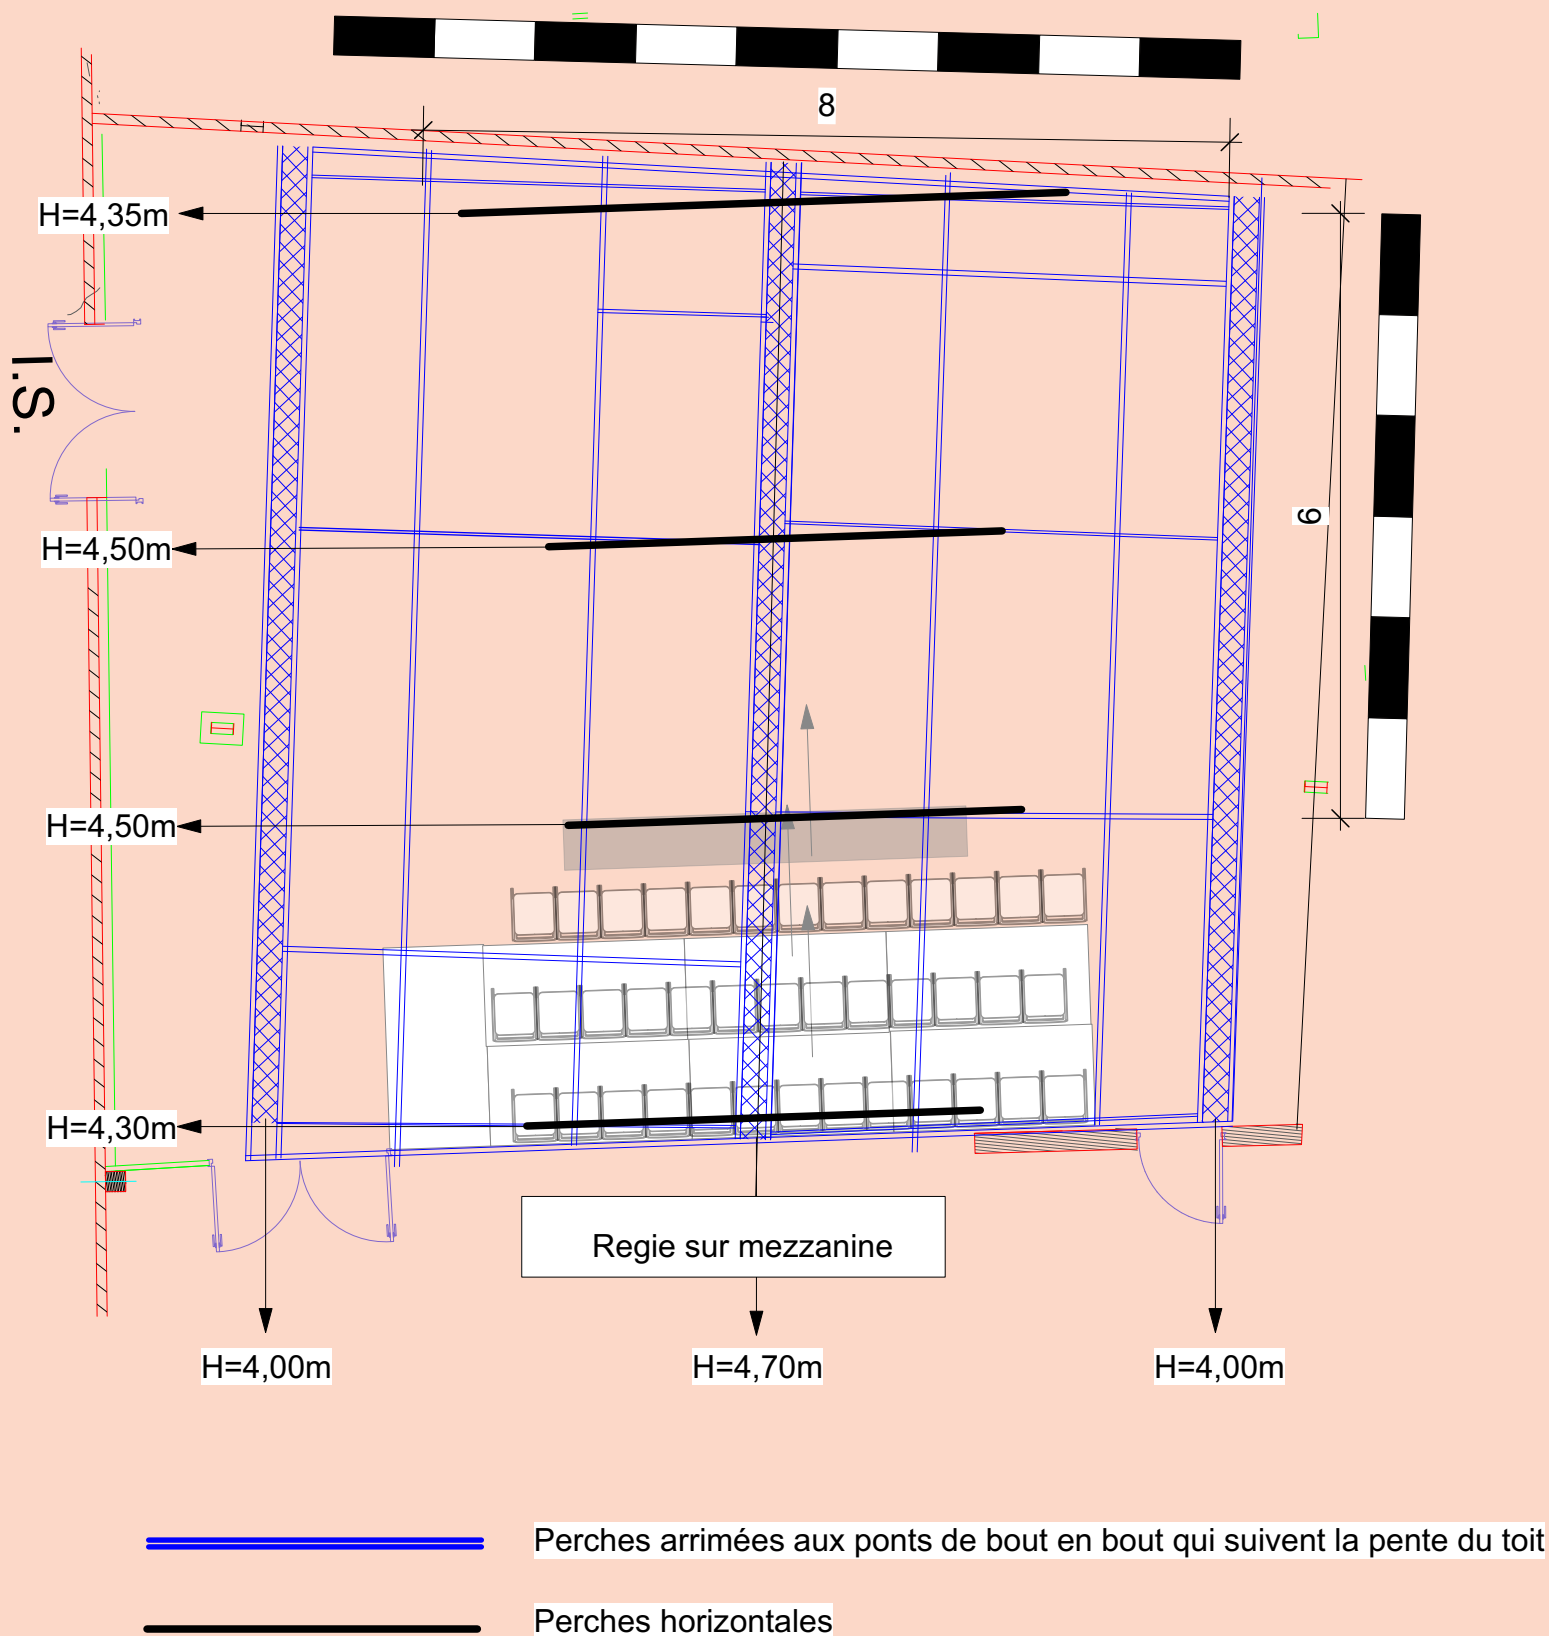 8
H=4,35m
I.S.
9
H=4,50m
H=4,50m
H=4,30m
Regie sur mezzanine
H=4,00m
H=4,70m
H=4,00m
Perches arrimées aux ponts de bout en bout qui suivent la pente du toit
Perches horizontales